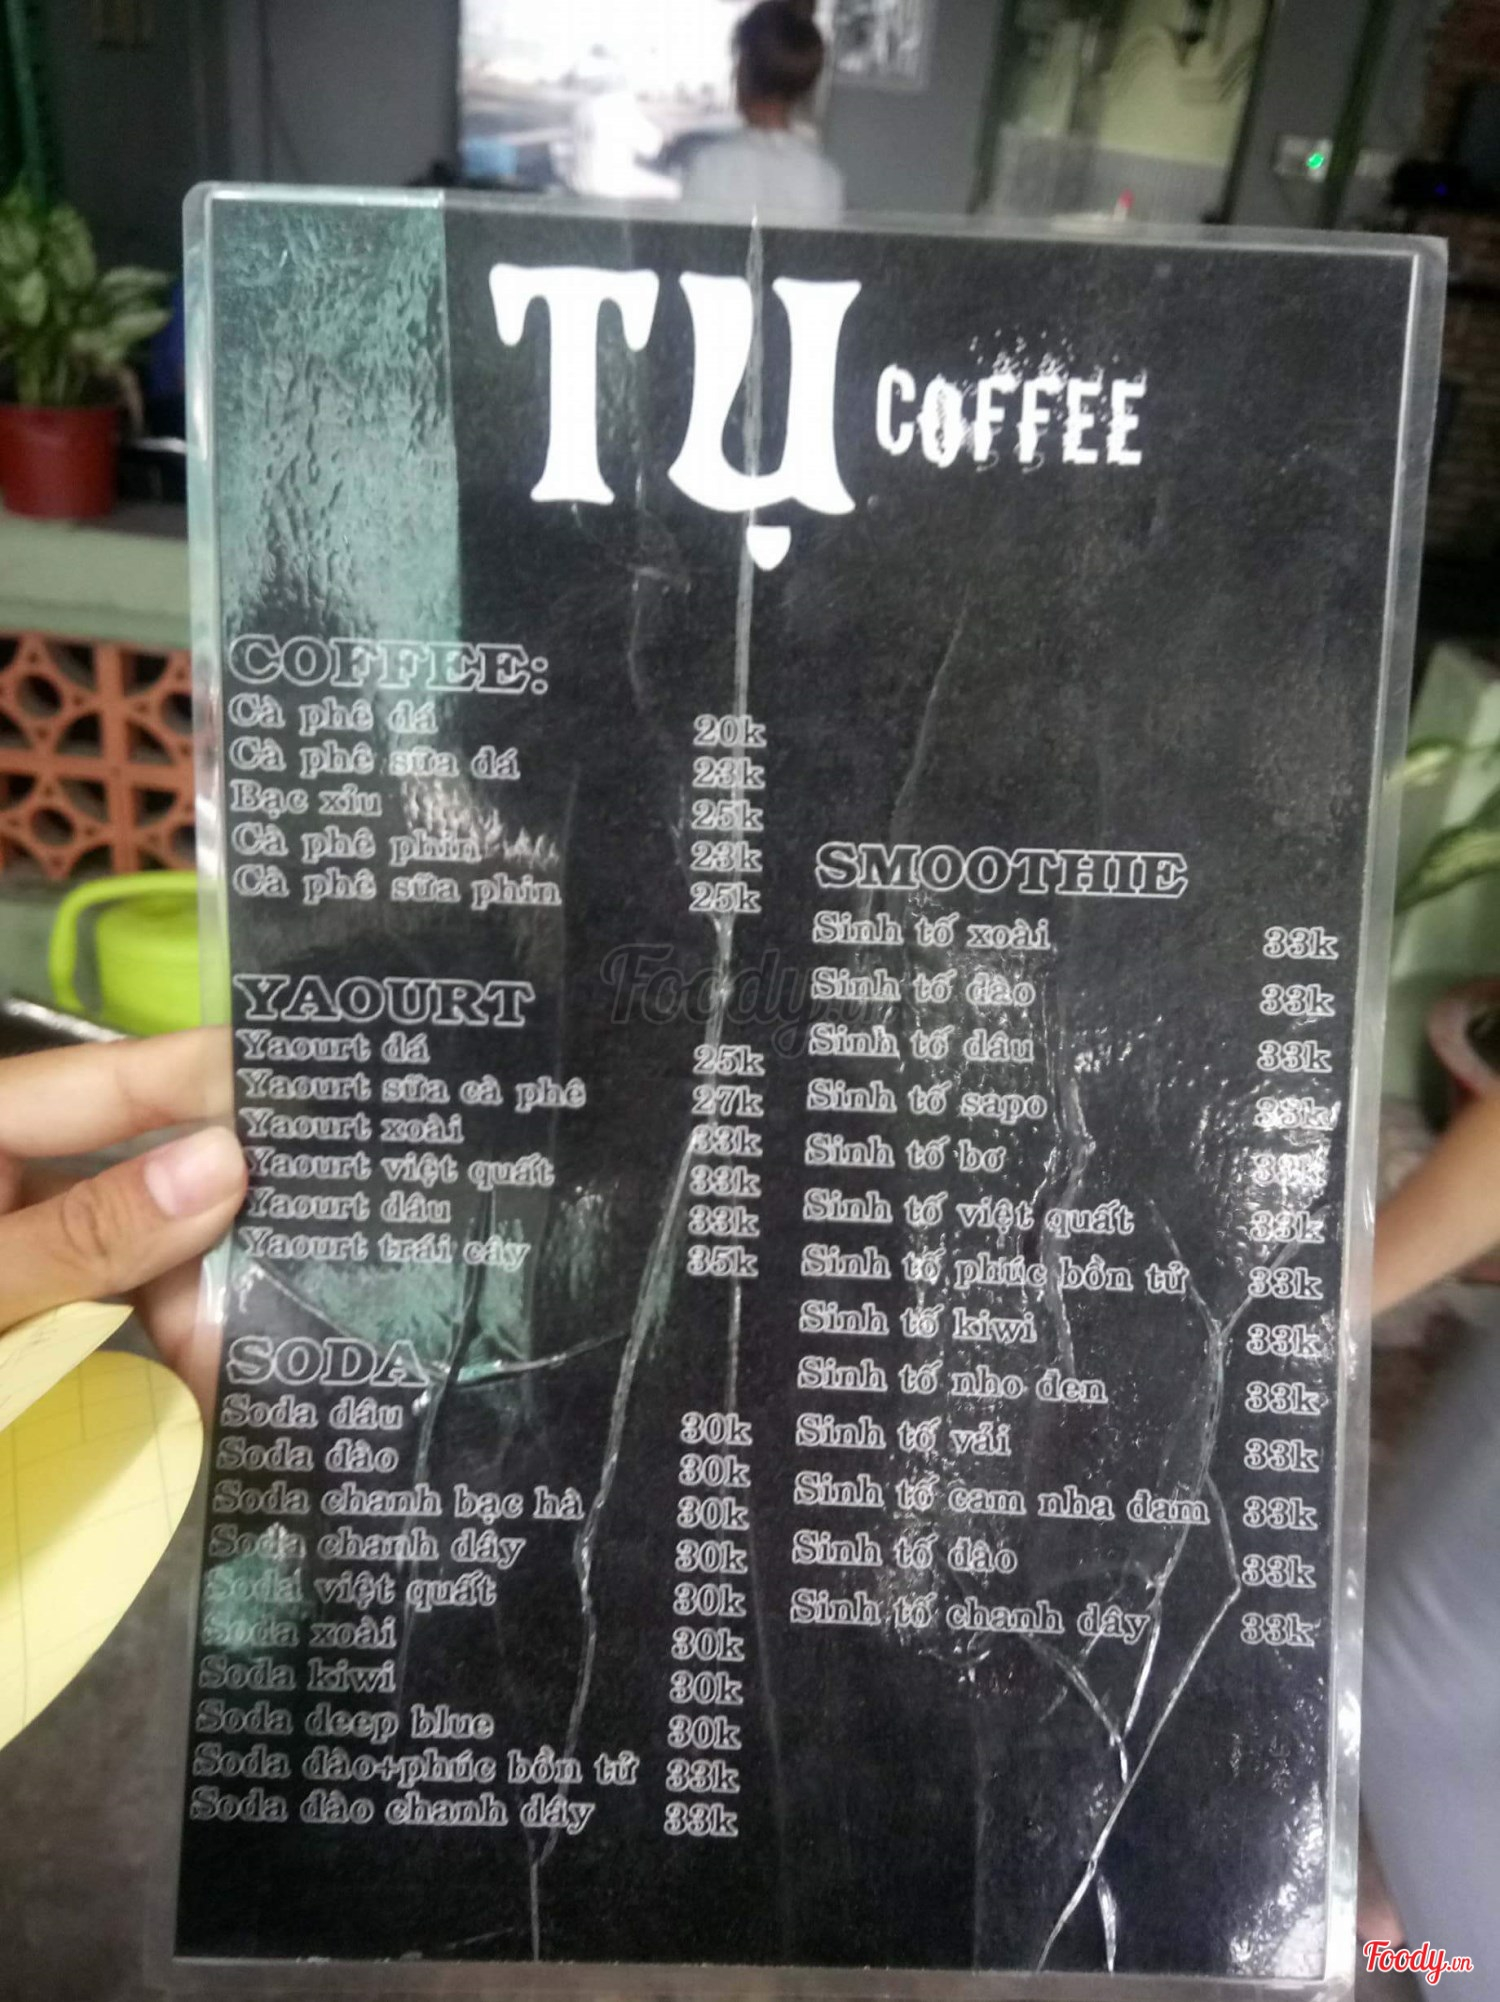 TỤ COFFEE
COFFEE:
Cà phê đá 20k
Cà phê sữa đá 23k
Bạc xỉu 25k
Cà phê phin 23k
Cà phê sữa phin 25k
YAOURT
Yaourt đá 25k
Yaourt sữa cà phê 27k
Yaourt xoài 33k
Yaourt việt quất 33k
Yaourt dâu 33k
Yaourt trái cây 35k
SODA
Soda dâu 30k
Soda đào 30k
Soda chanh bạc hà 30k
Soda chanh dây 30k
Soda việt quất 30k
Soda xoài 30k
Soda kiwi 30k
Soda deep blue 30k
Soda đào+phúc bồn tử 33k
Soda đào chanh dây 33k
SMOOTHIE
Sinh tố xoài 33k
Sinh tố đào 33k
Sinh tố dâu 33k
Sinh tố sapo 33k
Sinh tố bơ 33k
Sinh tố việt quất 33k
Sinh tố phúc bồn tử 33k
Sinh tố kiwi 33k
Sinh tố nho đen 33k
Sinh tố vải 33k
Sinh tố cam nha đam 33k
Sinh tố đào 33k
Sinh tố chanh dây 33k
Foody.vn
Foody.vn